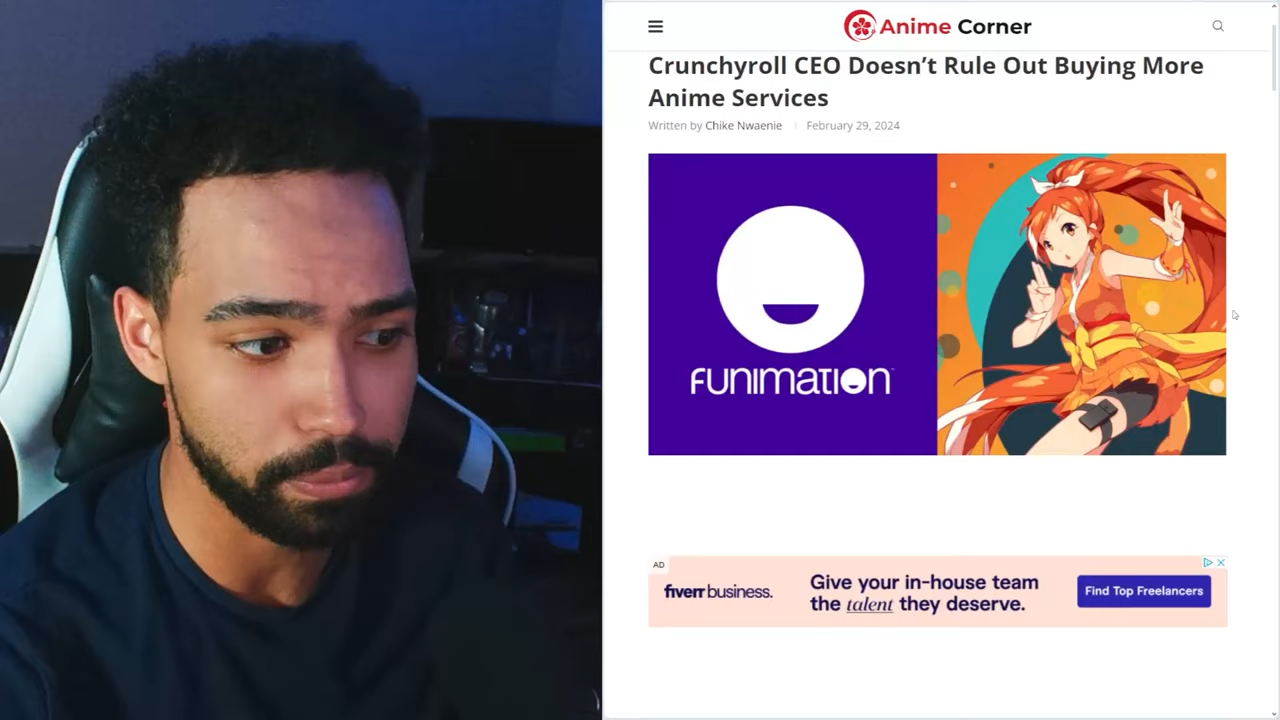 Anime Corner
Crunchyroll CEO Doesn’t Rule Out Buying More
Anime Services
Written by Chike Nwaenie
February 29, 2024
FUNIMATION
AD
fiverr business.
Give your in-house team
the talent they deserve.
Find Top Freelancers